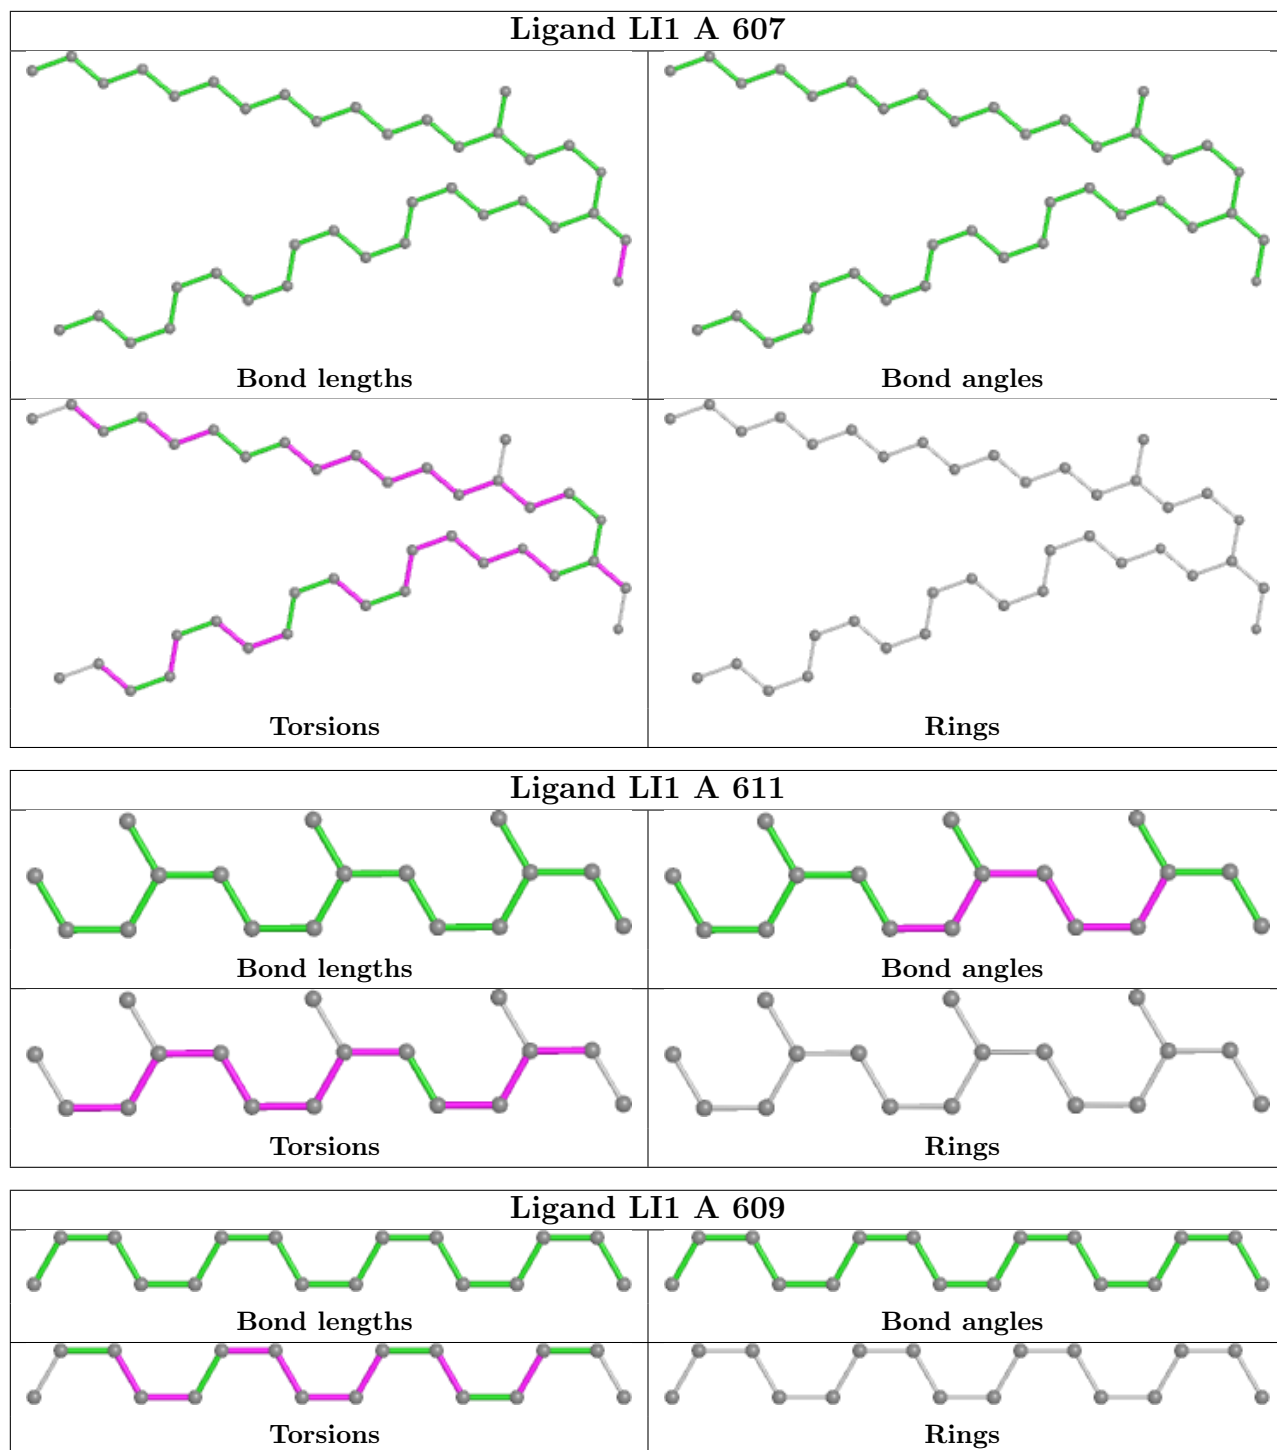 Ligand LI1 A 607
Bond lengths
Bond angles
Torsions
Rings
Ligand LI1 A 611
Bond lengths
Bond angles
Torsions
Rings
Ligand LI1 A 609
Bond lengths
Bond angles
Torsions
Rings